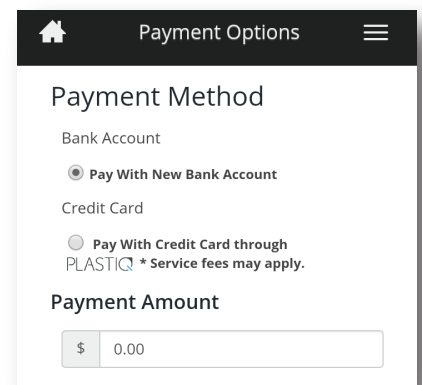 Payment Options
Payment Method
Bank Account
Pay With New Bank Account
Credit Card
Pay With Credit Card through
PLASTIQ * Service fees may apply.
Payment Amount
$ 0.00